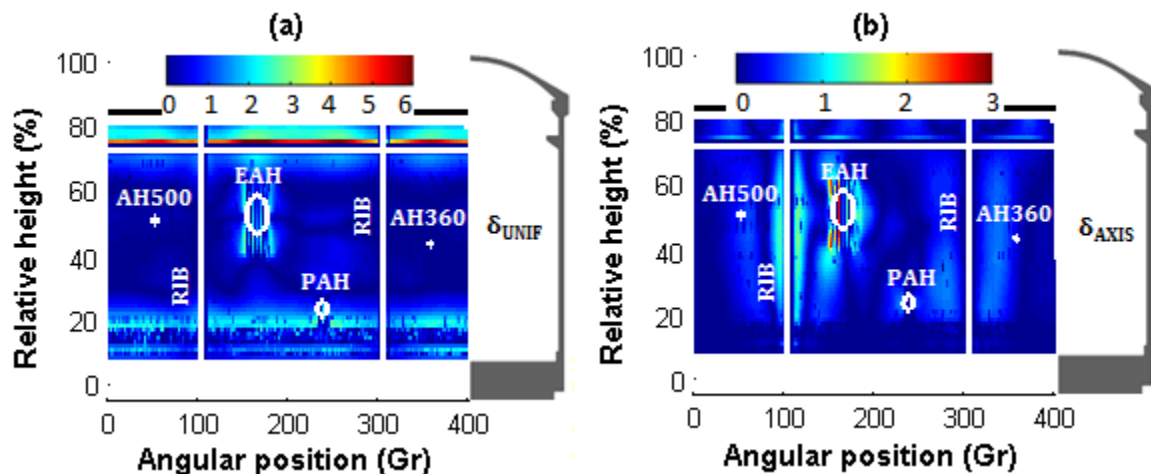 (a)
100
0 1 2 3 4 5 6
80
60
40
20
0
Relative height (%)
AH500
EAH
RIB
AH360
RIB
PAH
δUNIF
0 100 200 300 400
Angular position (Gr)
(b)
100
0 1 2 3
80
60
40
20
0
Relative height (%)
AH500
EAH
RIB
AH360
RIB
PAH
δAXIS
0 100 200 300 400
Angular position (Gr)